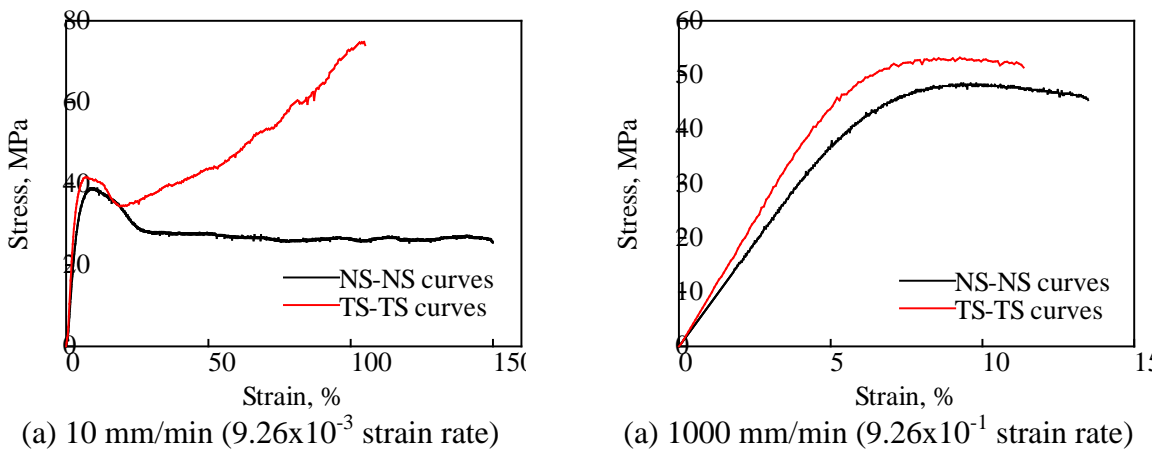 80
60
40
20
0
Stress, MPa
NS-NS curves
TS-TS curves
0 50 100 150
Strain, %
(a) 10 mm/min (9.26x10⁻³ strain rate)
60
50
40
30
20
10
0
Stress, MPa
NS-NS curves
TS-TS curves
0 5 10 15
Strain, %
(a) 1000 mm/min (9.26x10⁻¹ strain rate)